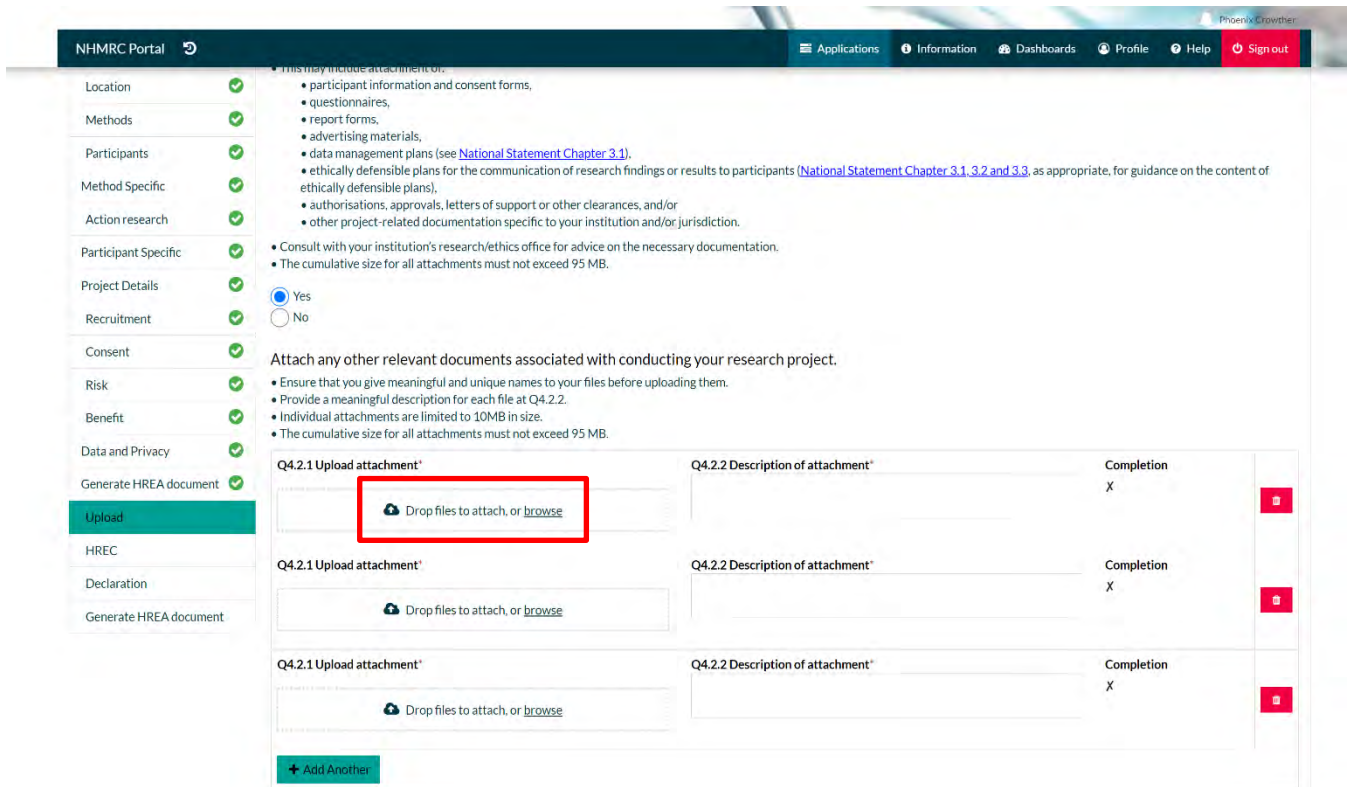 Phoenix Crowther
NHMRC Portal
Applications
Information
Dashboards
Profile
Help
Sign out
Location
Methods
Participants
Method Specific
Action research
Participant Specific
Project Details
Recruitment
Consent
Risk
Benefit
Data and Privacy
Generate HREA document
Upload
HREC
Declaration
Generate HREA document
• This may include attachment of:
• participant information and consent forms,
• questionnaires,
• report forms,
• advertising materials,
• data management plans (see National Statement Chapter 3.1),
• ethically defensible plans for the communication of research findings or results to participants (National Statement Chapter 3.1, 3.2 and 3.3, as appropriate, for guidance on the content of
ethically defensible plans),
• authorisations, approvals, letters of support or other clearances, and/or
• other project-related documentation specific to your institution and/or jurisdiction.
• Consult with your institution's research/ethics office for advice on the necessary documentation.
• The cumulative size for all attachments must not exceed 95 MB.
Yes
No
Attach any other relevant documents associated with conducting your research project.
• Ensure that you give meaningful and unique names to your files before uploading them.
• Provide a meaningful description for each file at Q4.2.2.
• Individual attachments are limited to 10MB in size.
• The cumulative size for all attachments must not exceed 95 MB.
Q4.2.1 Upload attachment*
Q4.2.2 Description of attachment*
Completion
✗
Drop files to attach, or browse
Q4.2.1 Upload attachment*
Q4.2.2 Description of attachment*
Completion
✗
Drop files to attach, or browse
Q4.2.1 Upload attachment*
Q4.2.2 Description of attachment*
Completion
✗
Drop files to attach, or browse
+ Add Another